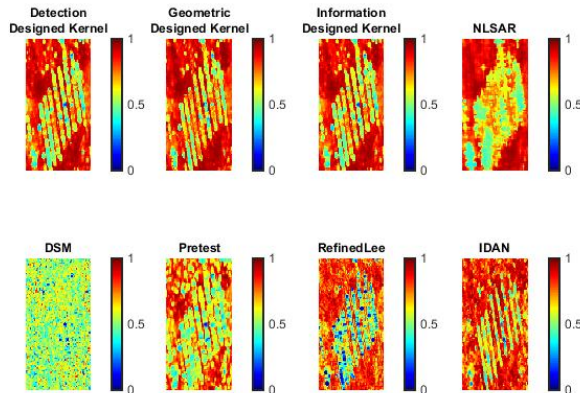 Detection
Designed Kernel
Geometric
Designed Kernel
Information
Designed Kernel
NLSAR
1
0.5
0
1
0.5
0
1
0.5
0
1
0.5
0
DSM
Pretest
RefinedLee
IDAN
1
0.5
0
1
0.5
0
1
0.5
0
1
0.5
0